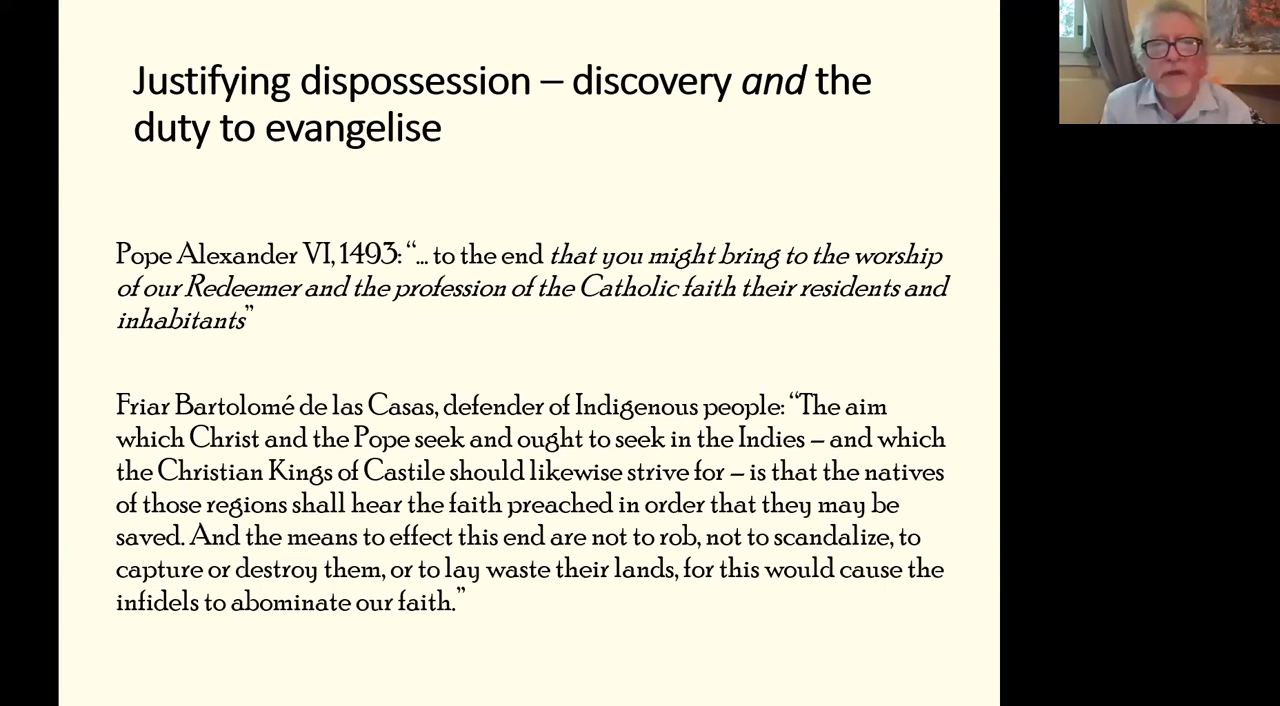 Justifying dispossession – discovery and the
duty to evangelise
Pope Alexander VI, 1493: “... to the end that you might bring to the worship
of our Redeemer and the profession of the Catholic faith their residents and
inhabitants”
Friar Bartolomé de las Casas, defender of Indigenous people: “The aim
which Christ and the Pope seek and ought to seek in the Indies – and which
the Christian Kings of Castile should likewise strive for – is that the natives
of those regions shall hear the faith preached in order that they may be
saved. And the means to effect this end are not to rob, not to scandalize, to
capture or destroy them, or to lay waste their lands, for this would cause the
infidels to abominate our faith.”